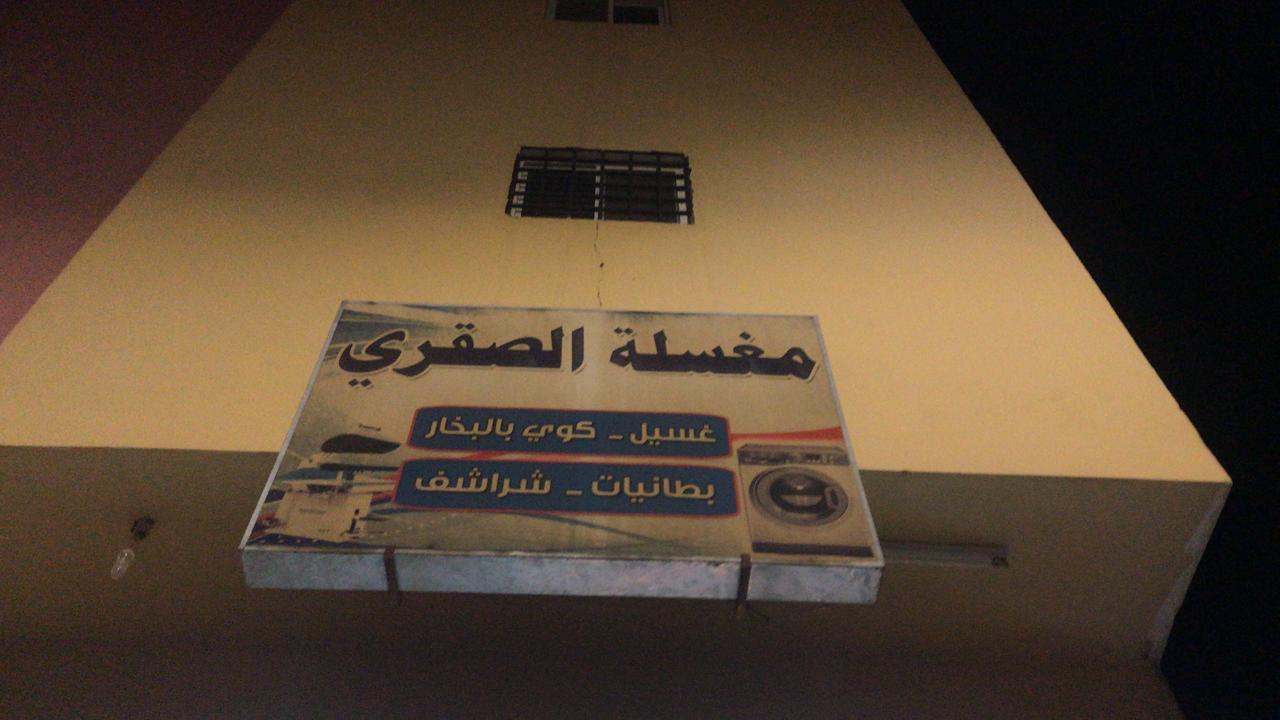 مغسلة الصقري
غسيل - كوي بالبخار
بطانيات - شراشف